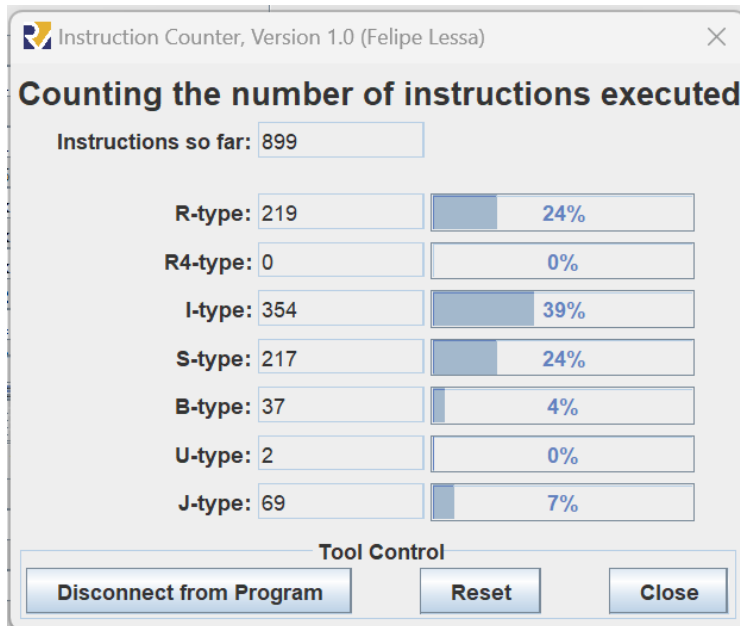 Instruction Counter, Version 1.0 (Felipe Lessa)
Counting the number of instructions executed
Instructions so far: 899
R-type: 219 24%
R4-type: 0 0%
I-type: 354 39%
S-type: 217 24%
B-type: 37 4%
U-type: 2 0%
J-type: 69 7%
Tool Control
Disconnect from Program Reset Close